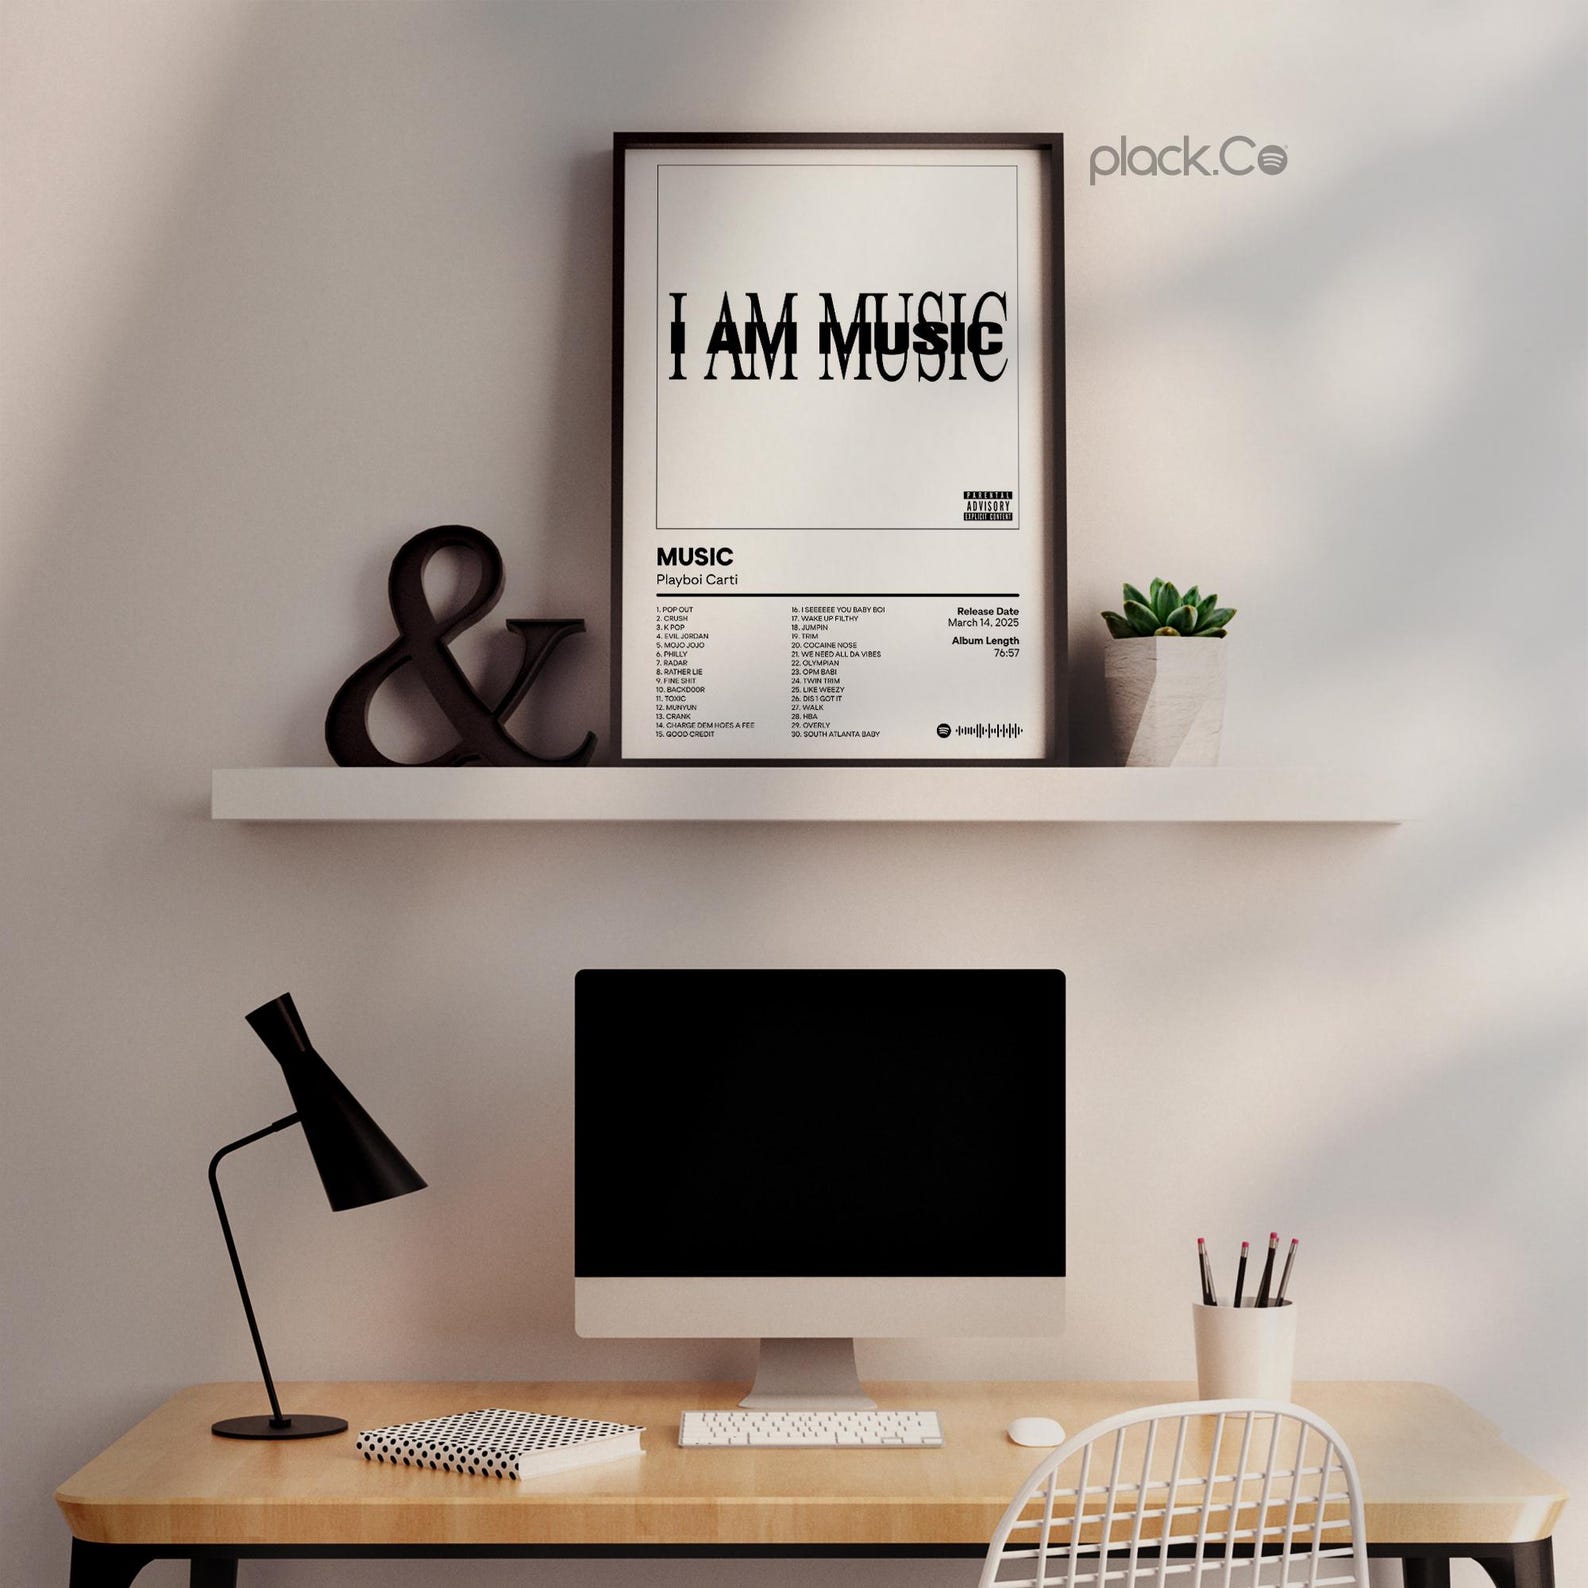 plack.Co
I AM MUSIC
I AM MUSIC
PARENTAL
ADVISORY
EXPLICIT CONTENT
MUSIC
Playboi Carti
1. POP OUT
2. CRUSH
3. K POP
4. EVIL J0RDAN
5. MOJO JOJO
6. PHILLY
7. RADAR
8. RATHER LIE
9. FINE SHIT
10. BACKD00R
11. TOXIC
12. MUNYUN
13. CRANK
14. CHARGE DEM HOES A FEE
15. GOOD CREDIT
16. I SEEEEEE YOU BABY BOI
17. WAKE UP FILTHY
18. JUMPIN
19. TRIM
20. COCAINE NOSE
21. WE NEED ALL DA VIBES
22. OLYMPIAN
23. OPM BABI
24. TWIN TRIM
25. LIKE WEEZY
26. DIS 1 GOT IT
27. WALK
28. HBA
29. OVERLY
30. SOUTH ATLANTA BABY
Release Date
March 14, 2025
Album Length
76:57
&